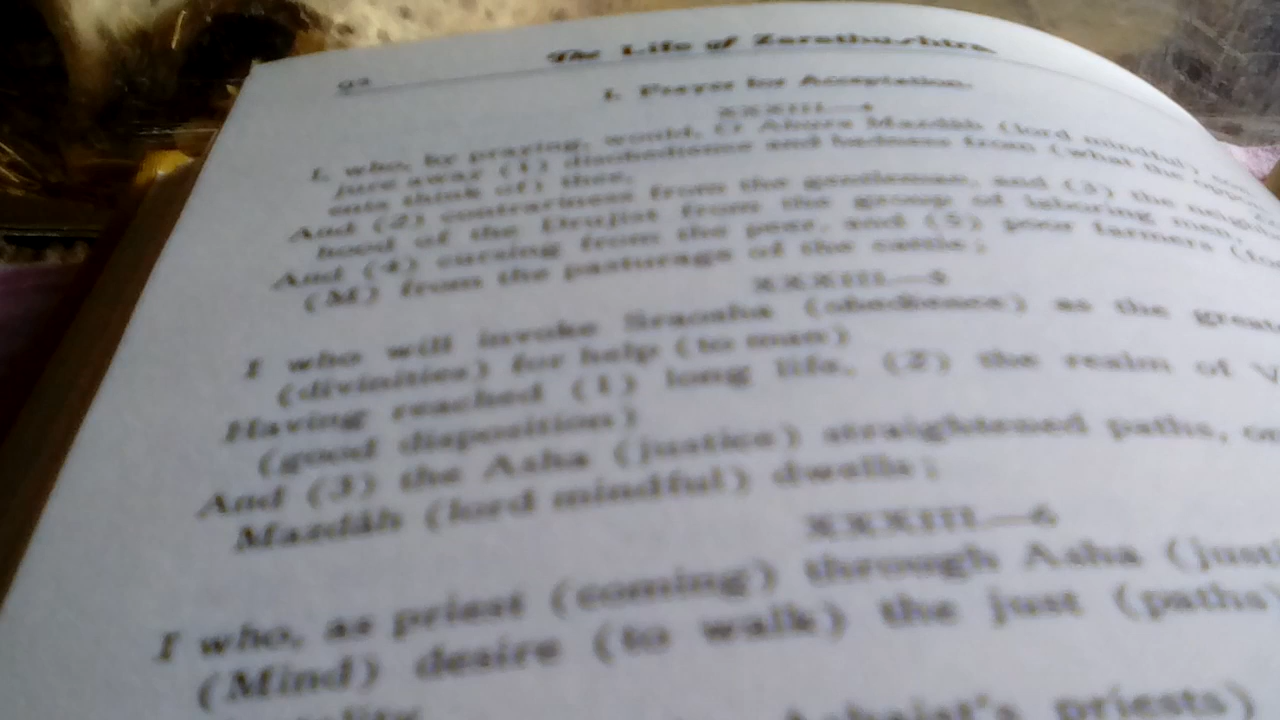 92 The Life of Zarathushtra
I. Prayer for Acceptation.
XXXIII.—4
I, who, by praying, would, O Ahura Mazdâh (lord mindful)
jure away (1) disobedience and badness from (what the
ents think of) thee,
And (2) contrariness from the gentleman, and (3) the
hood of the Drujist from the group of laboring men,
And (4) cursing from the peer, and (5) poor farmers
(M) from the pasturage of the cattle;
XXXIII.—5
I who will invoke Sraosha (obedience) as the
(divinities) for help (to man)
Having reached (1) long life, (2) the realm of
(good disposition)
And (3) the Asha (justice) straightened paths,
Mazdâh (lord mindful) dwells;
XXXIII.—6
I who, as priest (coming) through Asha
(Mind) desire (to walk) the just (paths)
priests)